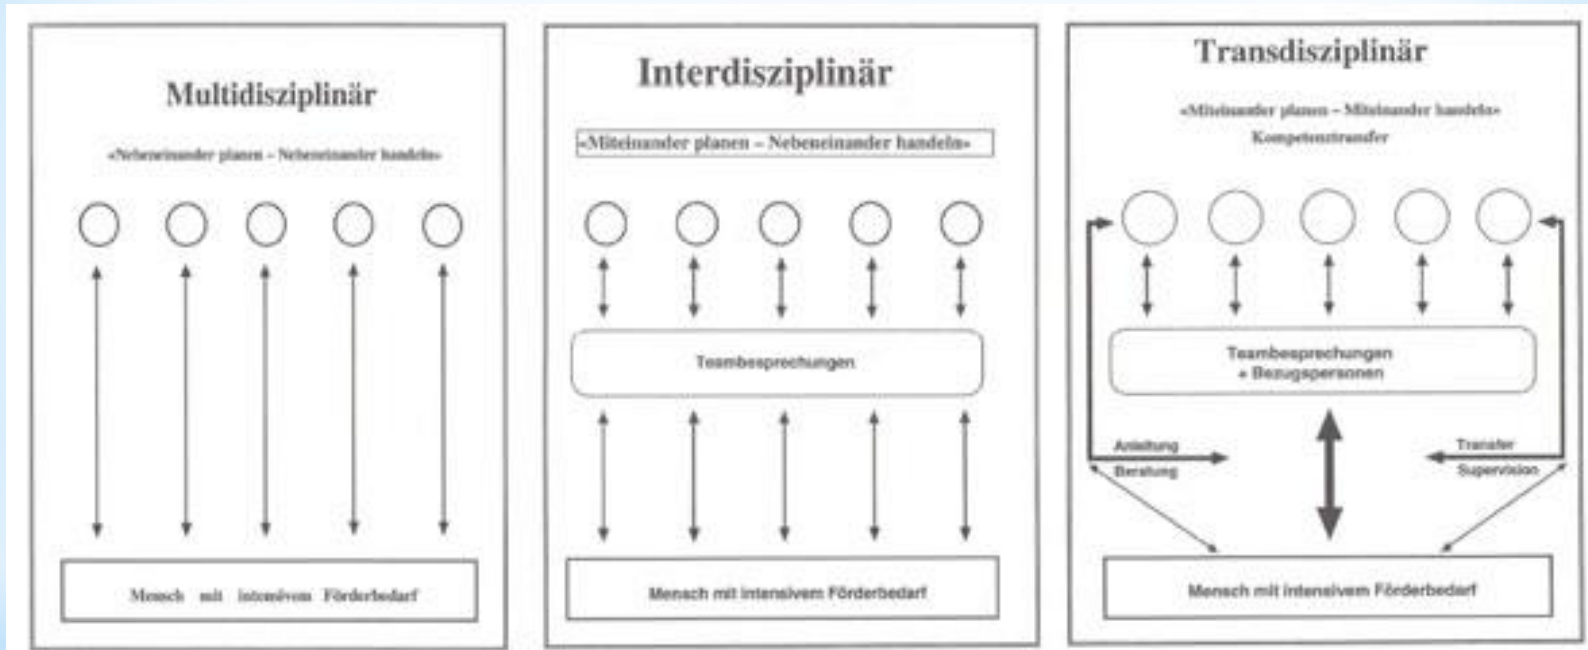 Multidisziplinär
«Nebeneinander planen – Nebeneinander handeln»
Mensch mit intensivem Förderbedarf
Interdisziplinär
«Miteinander planen – Nebeneinander handeln»
Teambesprechungen
Mensch mit intensivem Förderbedarf
Transdisziplinär
«Miteinander planen – Miteinander handeln»
Kompetenztransfer
Teambesprechungen
+ Bezugspersonen
Anleitung
Beratung
Transfer
Supervision
Mensch mit intensivem Förderbedarf